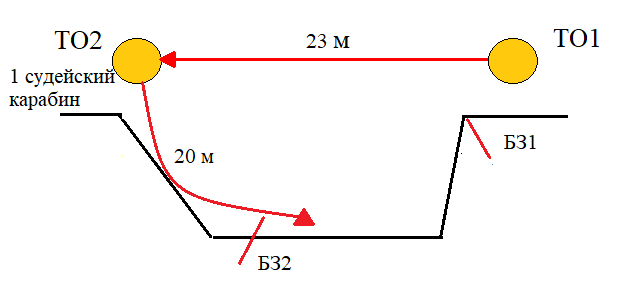 ТО2
23 м
ТО1
1 судейский
карабин
20 м
БЗ1
БЗ2